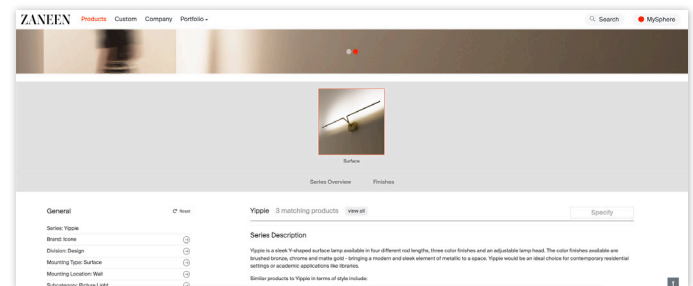 ZANEEN Products Custom Company Portfolio Search MySphere
Surface
Series Overview Finishes
General Reset
Yippie 3 matching products view all Specify
Series: Yippie
Brand: Icone
Division: Design
Mounting Type: Surface
Mounting Location: Wall
Subcategory: Picture Light
Series Description
Yippie is a sleek Y-shaped surface lamp available in four different rod lengths, three color finishes and an adjustable lamp head. The color finishes available are
brushed bronze, chrome and matte gold - bringing a modern and sleek element of metallic to a space. Yippie would be an ideal choice for contemporary residential
settings or academic applications like libraries.
Similar products to Yippie in terms of style include: